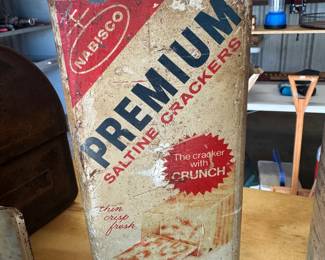 NABISCO
PREMIUM
SALTINE CRACKERS
The cracker
with
CRUNCH
thin
crisp
fresh